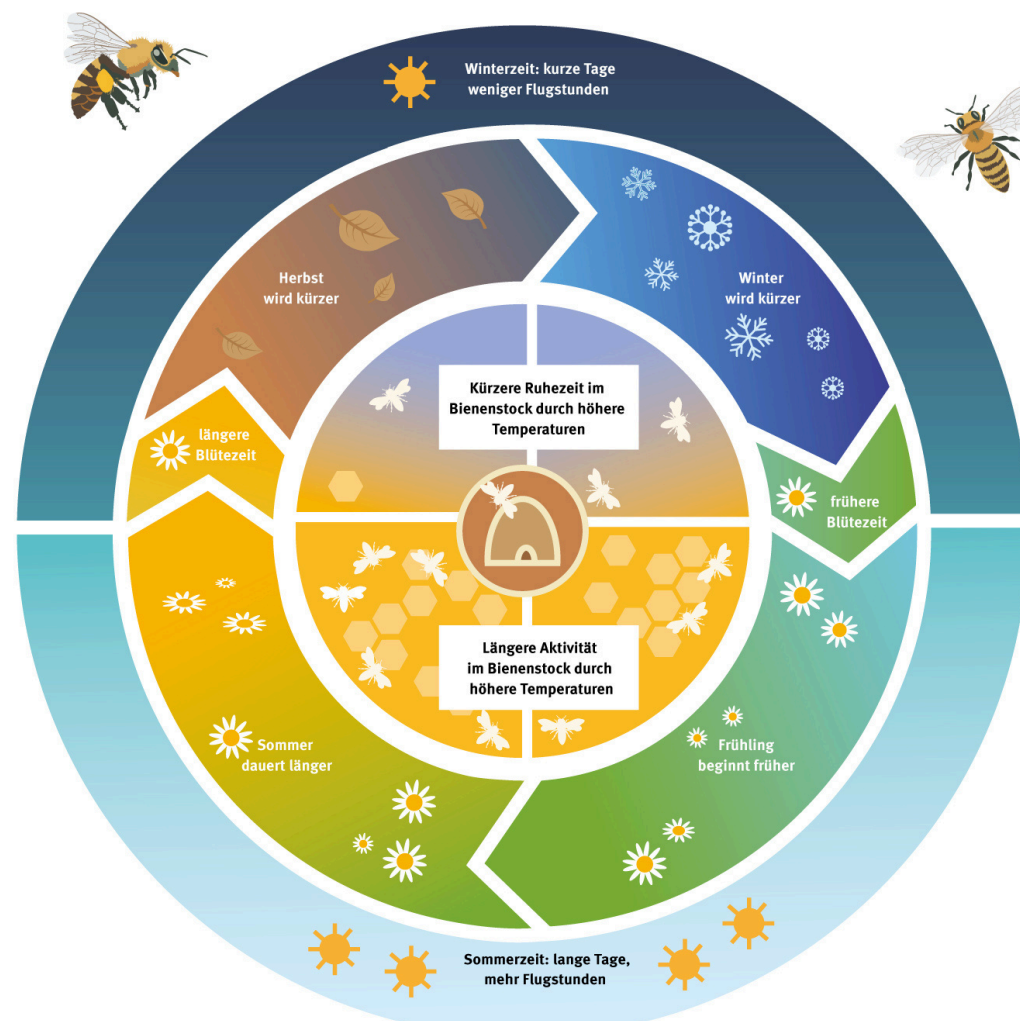 Winterzeit: kurze Tage
weniger Flugstunden
Herbst
wird kürzer
Winter
wird kürzer
Kürzere Ruhezeit im
Bienenstock durch höhere
Temperaturen
längere
Blütezeit
frühere
Blütezeit
Längere Aktivität
im Bienenstock durch
höhere Temperaturen
Sommer
dauert länger
Frühling
beginnt früher
Sommerzeit: lange Tage,
mehr Flugstunden